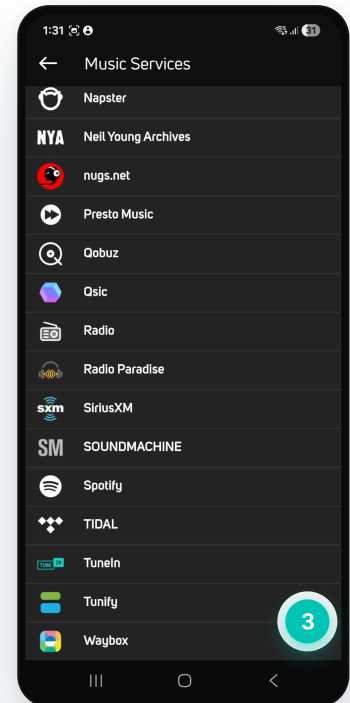 1:31
31
Music Services
Napster
NYA Neil Young Archives
nugs.net
Presto Music
Qobuz
Qsic
Radio
Radio Paradise
sxm SiriusXM
SM SOUNDMACHINE
Spotify
TIDAL
TUNE IN TuneIn
Tunify
3
Waybox